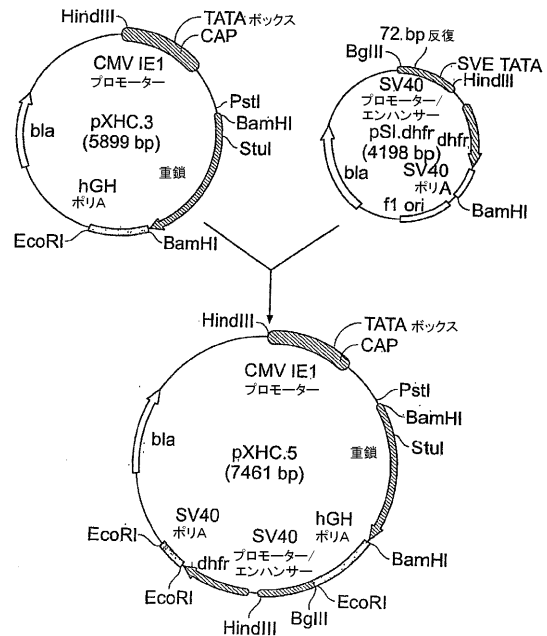 HindIII
TATA ボックス
CAP
CMV IE1
プロモーター
PstI
BamHI
StuI
bla
pXHC.3
(5899 bp)
重鎖
hGH
ポリA
EcoRI
BamHI
72.bp 反復
BgIII
SVE TATA
HindIII
SV40
プロモーター/
エンハンサー
pSI.dhfr
(4198 bp)
dhfr
bla
SV40
ポリA
f1 ori
BamHI
HindIII
TATA ボックス
CAP
CMV IE1
プロモーター
PstI
BamHI
StuI
bla
pXHC.5
(7461 bp)
重鎖
SV40
ポリA
SV40
プロモーター/
エンハンサー
hGH
ポリA
EcoRI
dhfr
BamHI
EcoRI
EcoRI
BgIII
HindIII